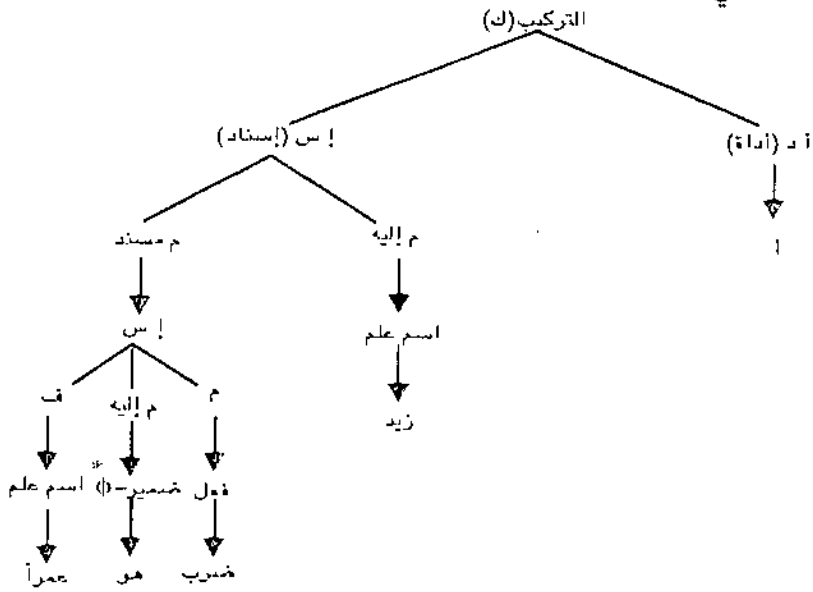 التركيب (ك)
أ د (أداة) إ س (إسناد)
أ م إليه م مسند
اسم علم إ س
زيد م م إليه ف
فعل ضمير-ф* اسم علم
ضرب هو عمراً